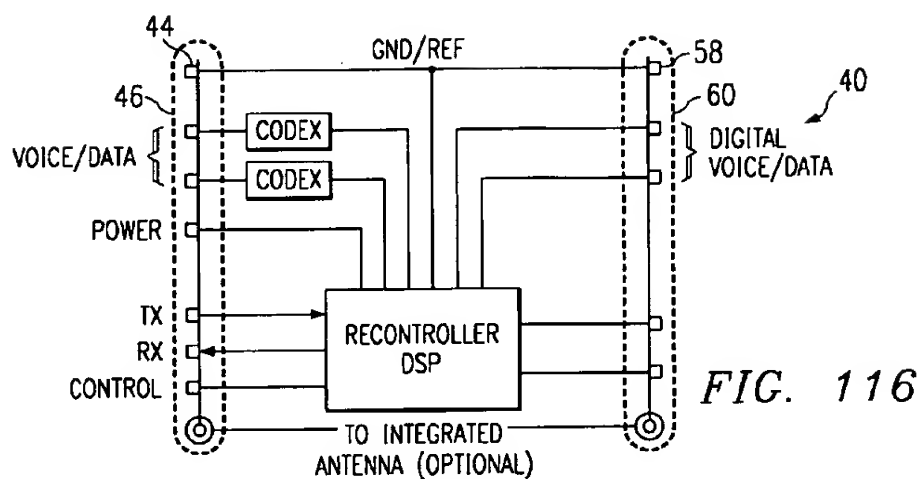 44
GND/REF
58
46
60
40
CODEX
VOICE/DATA
CODEX
DIGITAL
VOICE/DATA
POWER
TX
RX
CONTROL
RECONTROLLER
DSP
FIG. 116
TO INTEGRATED
ANTENNA (OPTIONAL)